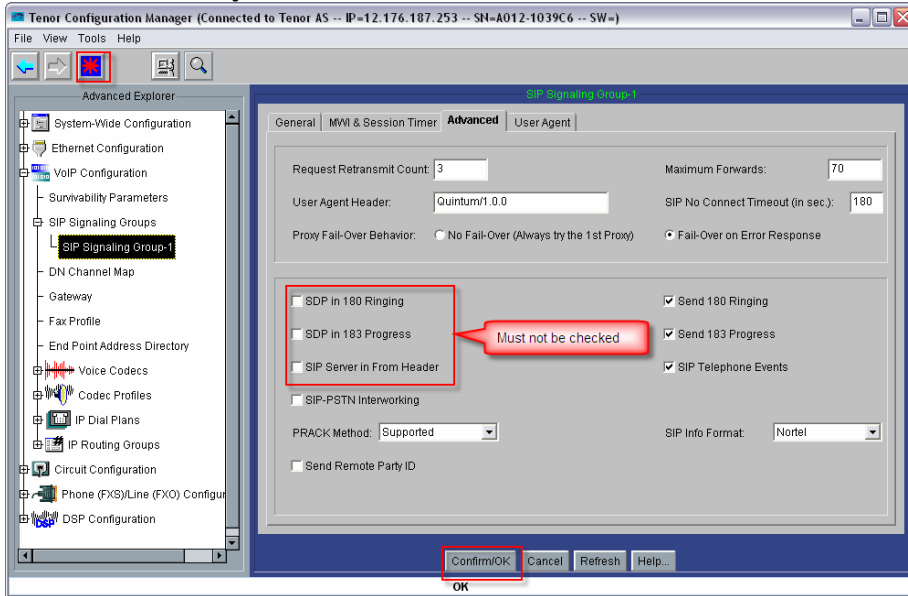 Tenor Configuration Manager (Connected to Tenor AS -- IP=12.176.187.253 -- SN=A012-1039C6 -- SW=)
File View Tools Help
Advanced Explorer
System-Wide Configuration
Ethernet Configuration
VoIP Configuration
Survivability Parameters
SIP Signaling Groups
SIP Signaling Group-1
DN Channel Map
Gateway
Fax Profile
End Point Address Directory
Voice Codecs
Codec Profiles
IP Dial Plans
IP Routing Groups
Circuit Configuration
Phone (FXS)/Line (FXO) Configur
DSP Configuration
SIP Signaling Group-1
General MWI & Session Timer Advanced User Agent
Request Retransmit Count: 3 Maximum Forwards: 70
User Agent Header: Quintum/1.0.0 SIP No Connect Timeout (in sec.): 180
Proxy Fail-Over Behavior: No Fail-Over (Always try the 1st Proxy) Fail-Over on Error Response
SDP in 180 Ringing Send 180 Ringing
SDP in 183 Progress Must not be checked Send 183 Progress
SIP Server in From Header SIP Telephone Events
SIP-PSTN Interworking
PRACK Method: Supported SIP Info Format: Nortel
Send Remote Party ID
Confirm/OK Cancel Refresh Help...
OK